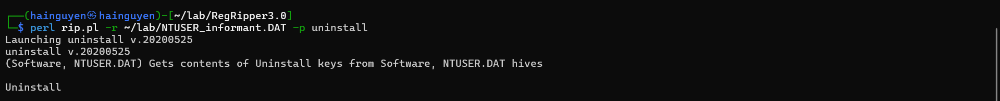 ┌──(hainguyen㉿hainguyen)-[~/lab/RegRipper3.0]
└─$ perl rip.pl -r ~/lab/NTUSER_informant.DAT -p uninstall
Launching uninstall v.20200525
uninstall v.20200525
(Software, NTUSER.DAT) Gets contents of Uninstall keys from Software, NTUSER.DAT hives
Uninstall